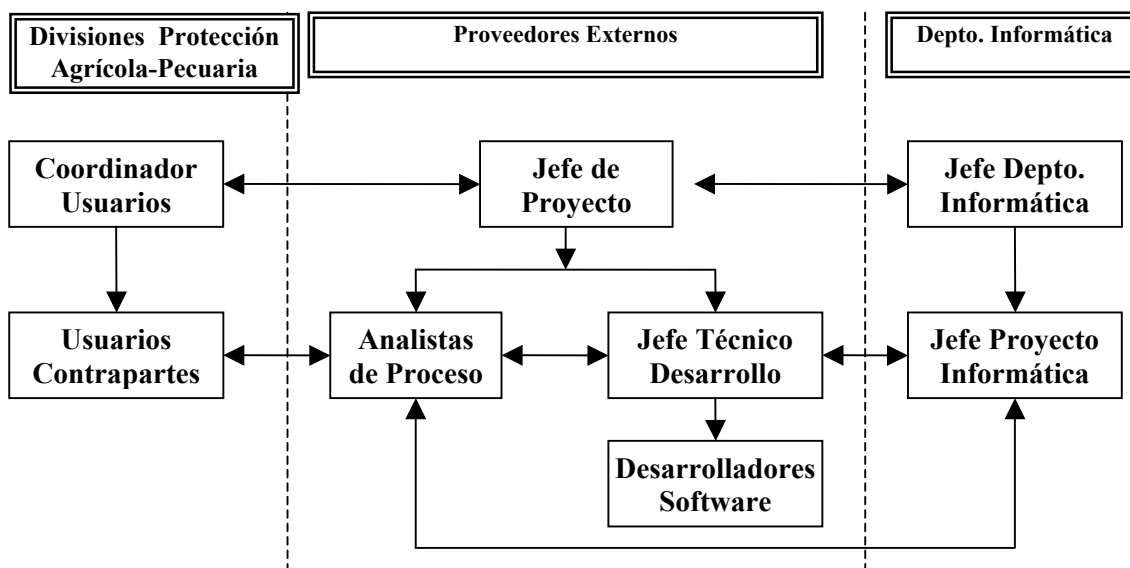 Divisiones Protección
Agrícola-Pecuaria
Proveedores Externos
Depto. Informática
Coordinador
Usuarios
Jefe de
Proyecto
Jefe Depto.
Informática
Usuarios
Contrapartes
Analistas
de Proceso
Jefe Técnico
Desarrollo
Jefe Proyecto
Informática
Desarrolladores
Software